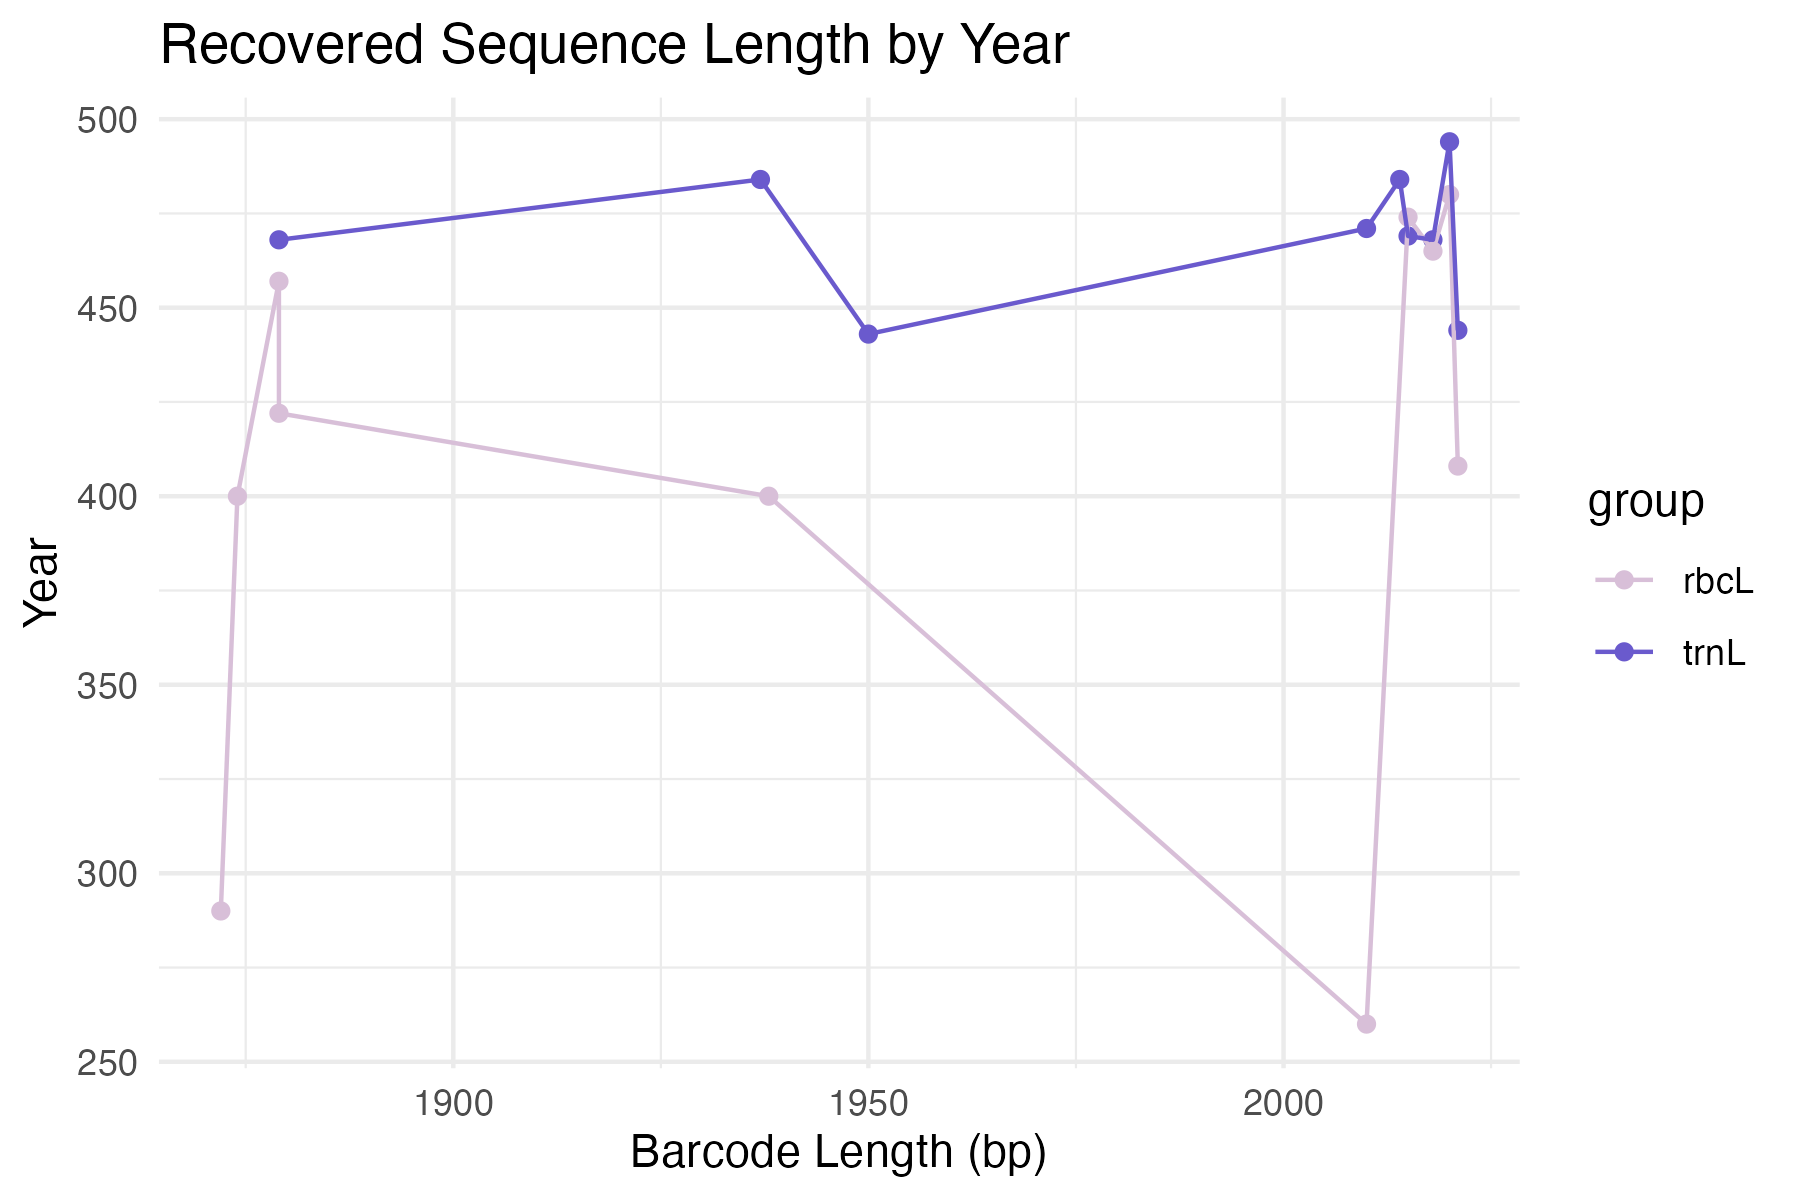 Recovered Sequence Length by Year
500
450
400
350
300
250
Year
1900 1950 2000
Barcode Length (bp)
group
rbcL
trnL